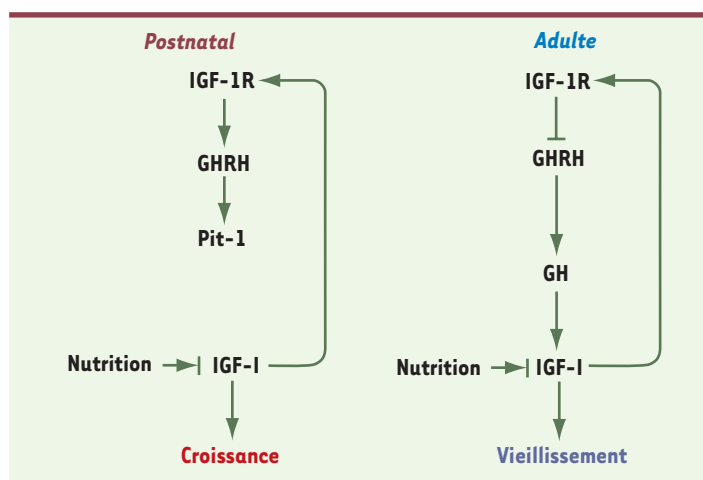 Postnatal
IGF-1R
GHRH
Pit-1
Nutrition
IGF-I
Croissance
Adulte
IGF-1R
GHRH
GH
Nutrition
IGF-I
Vieillissement